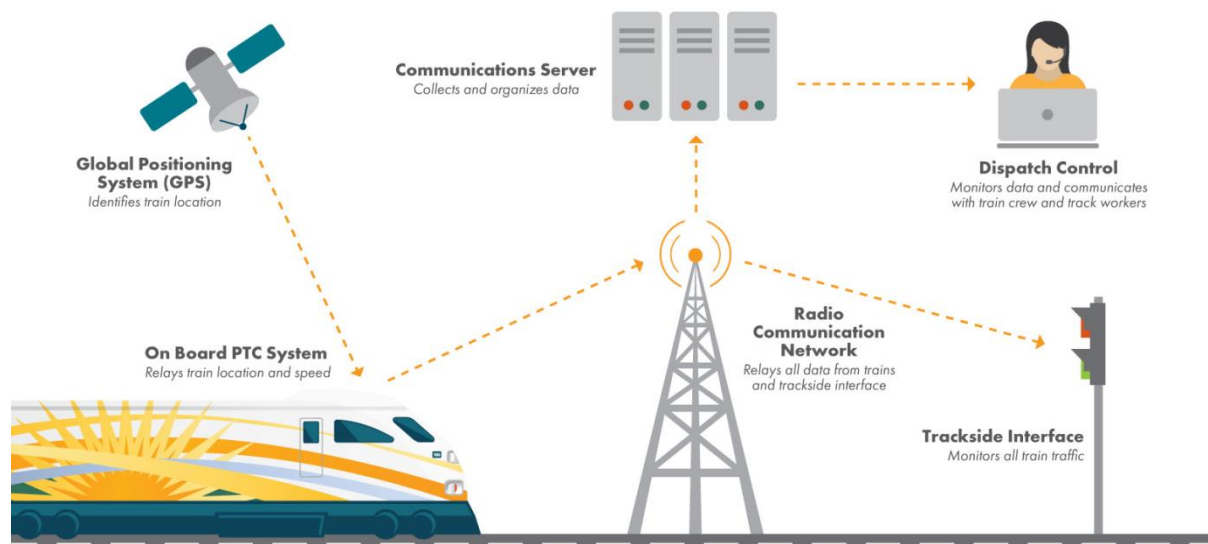 Communications Server
Collects and organizes data
Global Positioning
System (GPS)
Identifies train location
Dispatch Control
Monitors data and communicates
with train crew and track workers
On Board PTC System
Relays train location and speed
Radio
Communication
Network
Relays all data from trains
and trackside interface
Trackside Interface
Monitors all train traffic